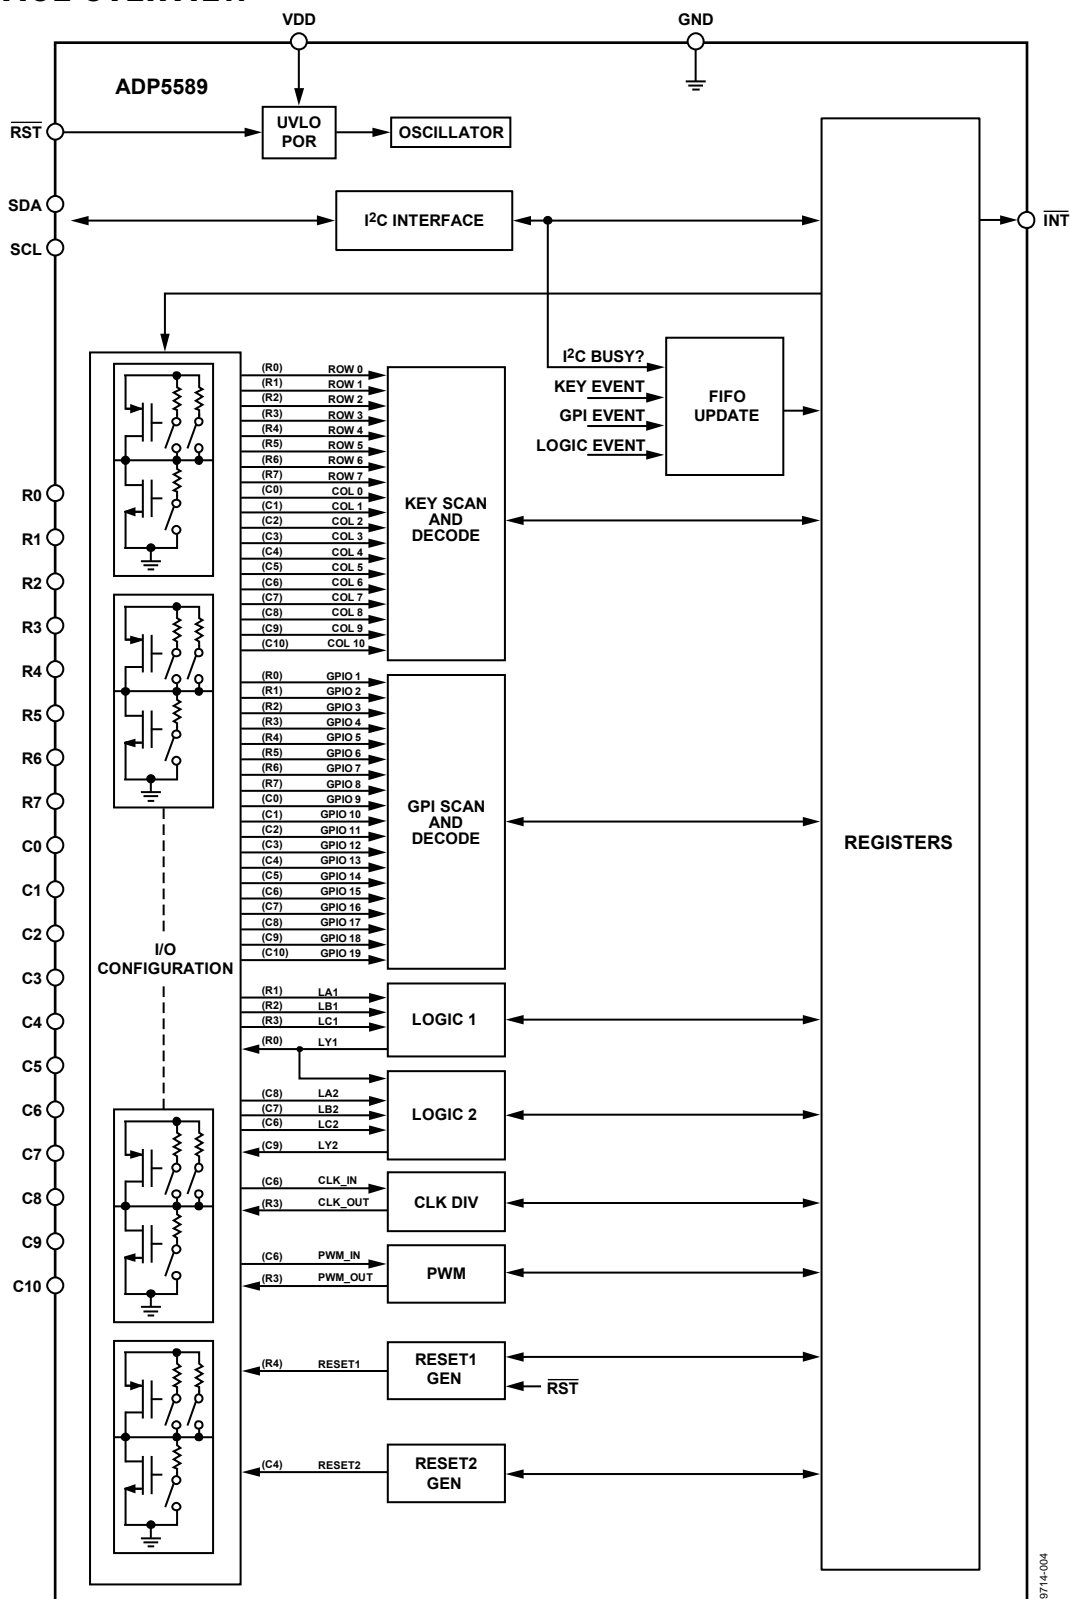 VDD
GND
ADP5589
RST
UVLO
POR
OSCILLATOR
SDA
I2C INTERFACE
INT
SCL
I2C BUSY?
KEY EVENT
GPI EVENT
LOGIC EVENT
FIFO
UPDATE
R0
R1
R2
R3
R4
R5
R6
R7
C0
C1
C2
C3
C4
C5
C6
C7
C8
C9
C10
I/O
CONFIGURATION
(R0) ROW 0
(R1) ROW 1
(R2) ROW 2
(R3) ROW 3
(R4) ROW 4
(R5) ROW 5
(R6) ROW 6
(R7) ROW 7
(C0) COL 0
(C1) COL 1
(C2) COL 2
(C3) COL 3
(C4) COL 4
(C5) COL 5
(C6) COL 6
(C7) COL 7
(C8) COL 8
(C9) COL 9
(C10) COL 10
KEY SCAN
AND
DECODE
(R0) GPIO 1
(R1) GPIO 2
(R2) GPIO 3
(R3) GPIO 4
(R4) GPIO 5
(R5) GPIO 6
(R6) GPIO 7
(R7) GPIO 8
(C0) GPIO 9
(C1) GPIO 10
(C2) GPIO 11
(C3) GPIO 12
(C4) GPIO 13
(C5) GPIO 14
(C6) GPIO 15
(C7) GPIO 16
(C8) GPIO 17
(C9) GPIO 18
(C10) GPIO 19
GPI SCAN
AND
DECODE
REGISTERS
(R1) LA1
(R2) LB1
(R3) LC1
(R0) LY1
LOGIC 1
(C8) LA2
(C7) LB2
(C6) LC2
(C9) LY2
LOGIC 2
(C6) CLK_IN
(R3) CLK_OUT
CLK DIV
(C6) PWM_IN
(R3) PWM_OUT
PWM
(R4) RESET1
RESET1
GEN
RST
(C4) RESET2
RESET2
GEN
9714-004